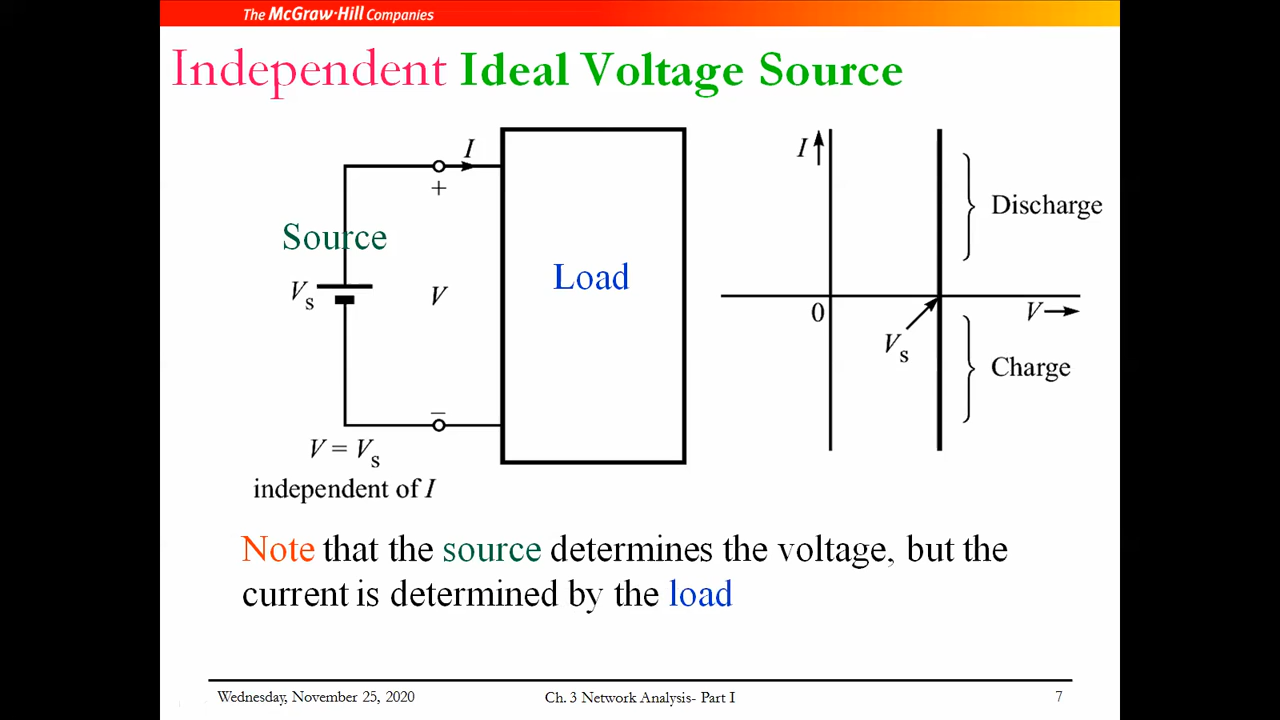 The McGraw-Hill Companies
Independent Ideal Voltage Source
I
+
Source
Vs
V
−
Load
V = Vs
independent of I
I
Discharge
0
V
Vs
Charge
Note that the source determines the voltage, but the
current is determined by the load
Wednesday, November 25, 2020
Ch. 3 Network Analysis- Part I
7